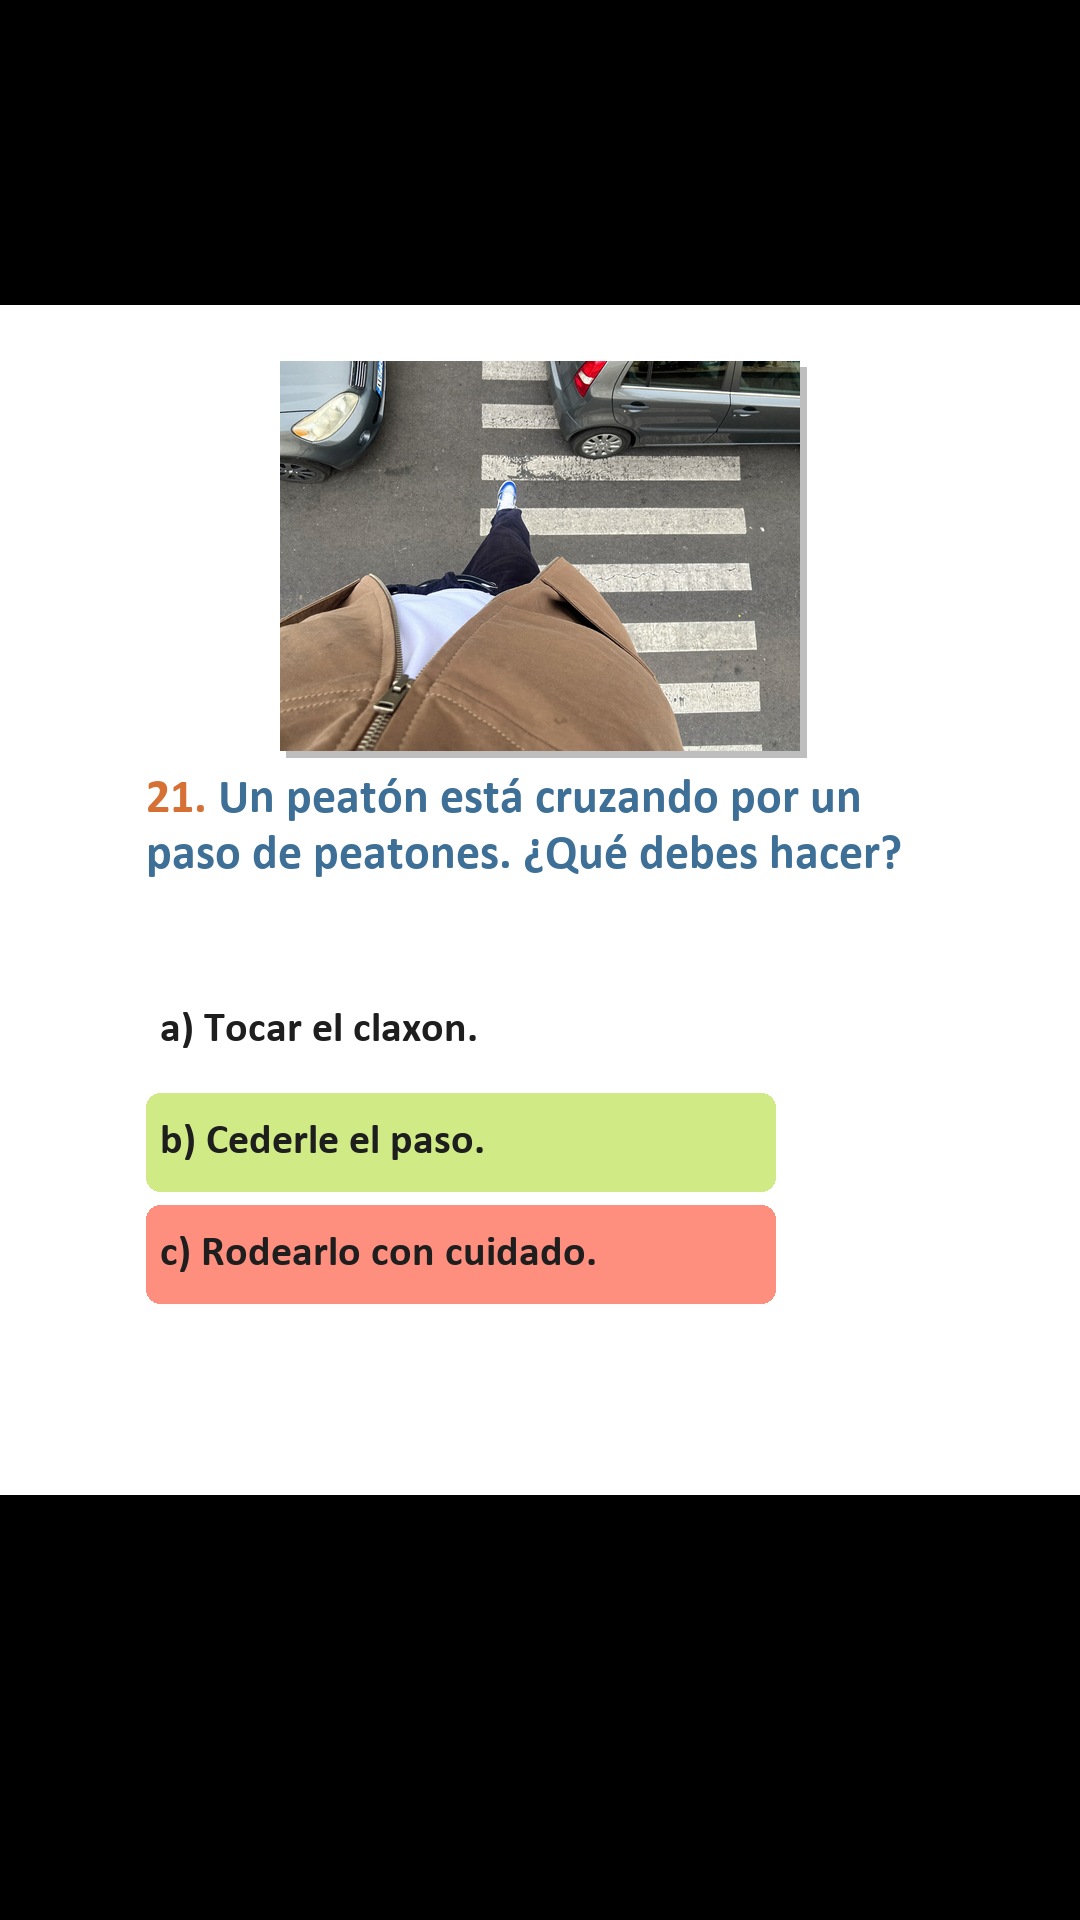 21. Un peatón está cruzando por un
paso de peatones. ¿Qué debes hacer?
a) Tocar el claxon.
b) Cederle el paso.
c) Rodearlo con cuidado.